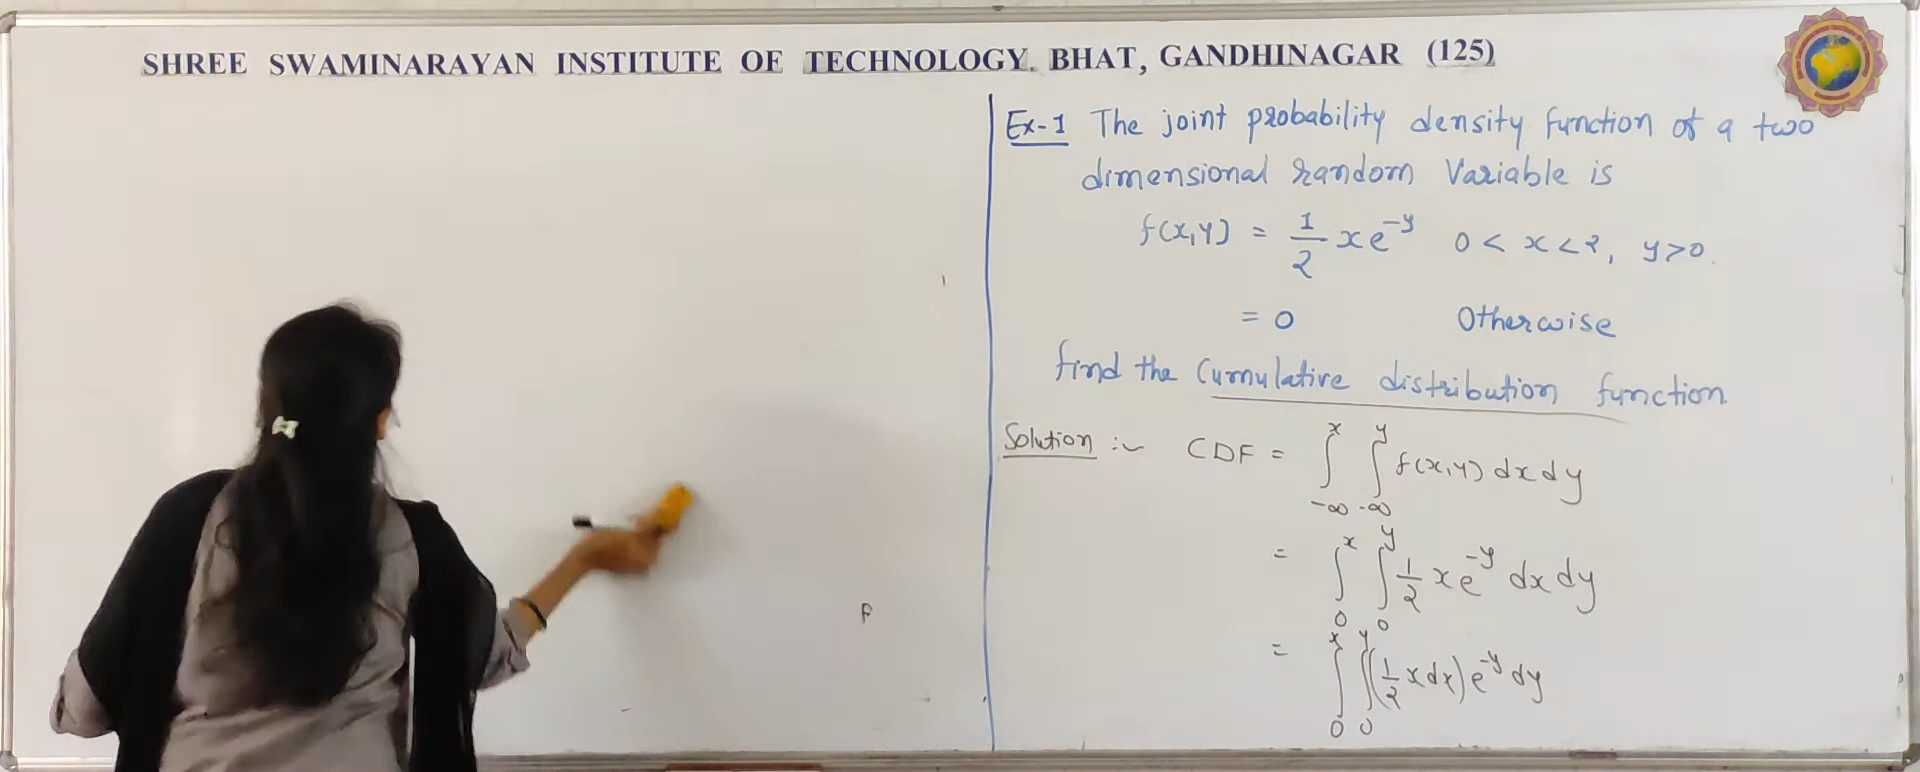 SHREE SWAMINARAYAN INSTITUTE OF TECHNOLOGY. BHAT, GANDHINAGAR (125)
Ex-1 The joint probability density function of a two
dimensional random variable is
f(x,y) = 1/2 xe^-y 0 < x < 2, y>0.
= 0 Otherwise
find the Cumulative distribution function
Solution :- CDF = ∫_-∞^x ∫_-∞^y f(x,y) dx dy
= ∫_0^x ∫_0^y 1/2 xe^-y dx dy
= ∫_0^x ∫_0^y (1/2 x dx) e^-y dy
F